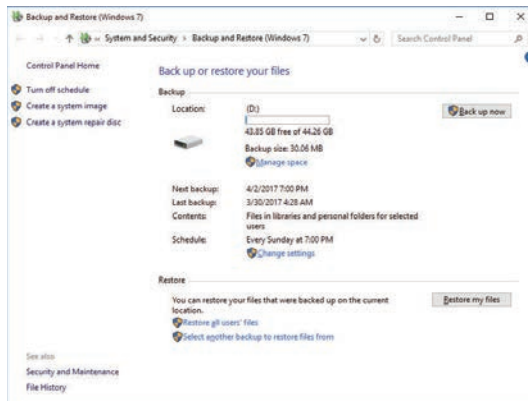 Backup and Restore (Windows 7)
« System and Security › Backup and Restore (Windows 7)
Search Control Panel
Control Panel Home
Turn off schedule
Create a system image
Create a system repair disc
See also
Security and Maintenance
File History
Back up or restore your files
Backup
Location: (D:)
43.85 GB free of 44.26 GB
Backup size: 30.06 MB
Manage space
Back up now
Next backup: 4/2/2017 7:00 PM
Last backup: 3/30/2017 4:28 AM
Contents: Files in libraries and personal folders for selected
users
Schedule: Every Sunday at 7:00 PM
Change settings
Restore
You can restore your files that were backed up on the current
location.
Restore my files
Restore all users' files
Select another backup to restore files from